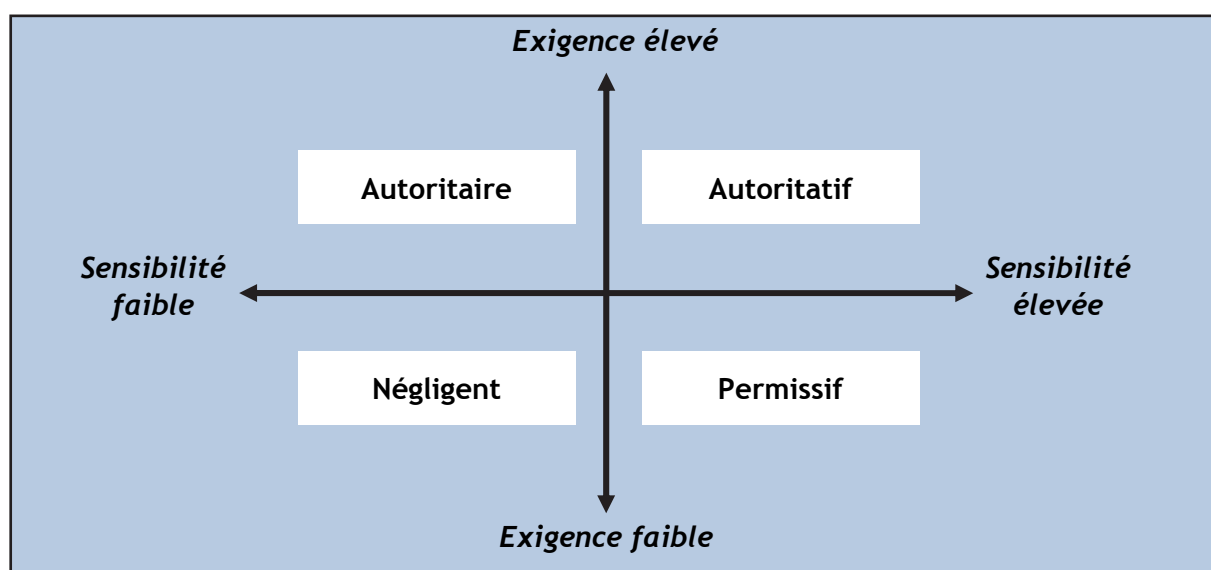 Exigence élevé
Autoritaire
Autoritatif
Sensibilité
faible
Sensibilité
élevée
Négligent
Permissif
Exigence faible